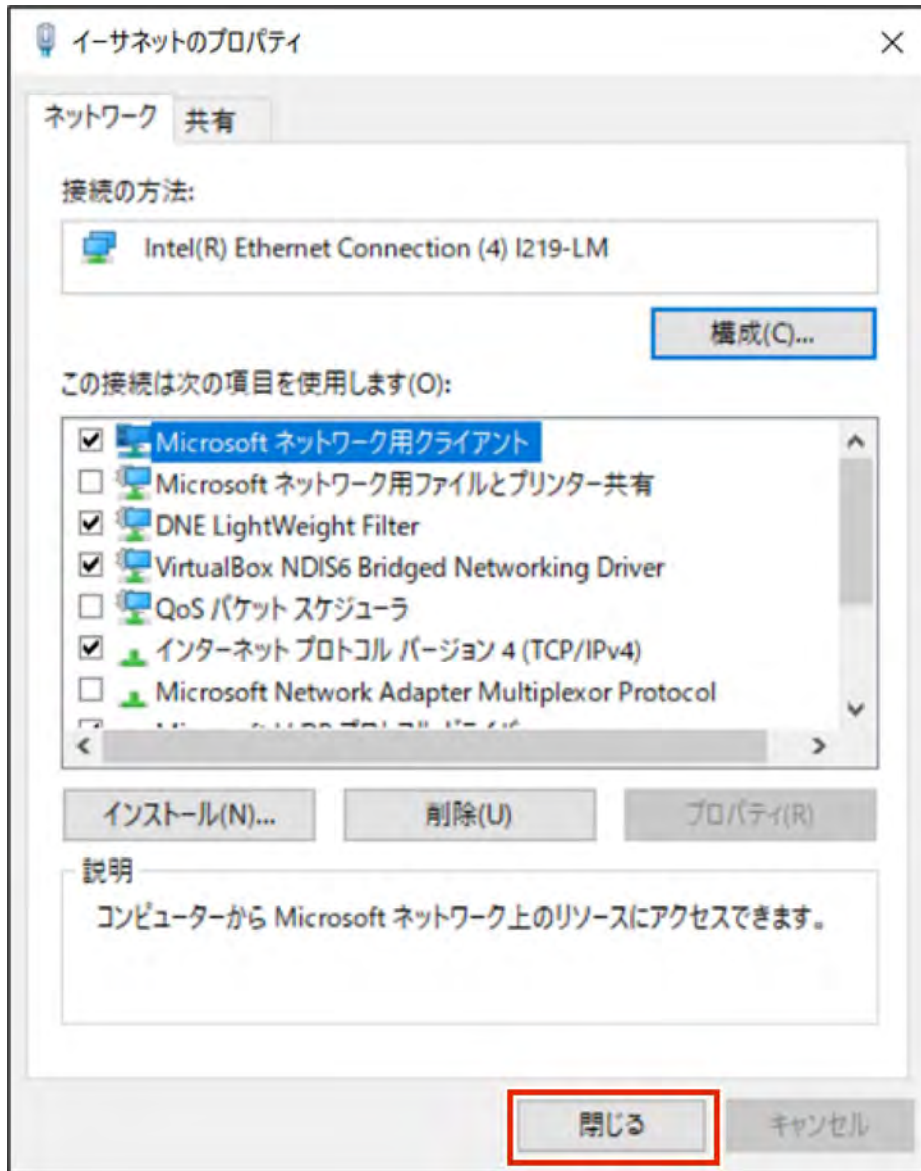 イーサネットのプロパティ
ネットワーク 共有
接続の方法:
Intel(R) Ethernet Connection (4) I219-LM
構成(C)...
この接続は次の項目を使用します(O):
Microsoft ネットワーク用クライアント
Microsoft ネットワーク用ファイルとプリンター共有
DNE LightWeight Filter
VirtualBox NDIS6 Bridged Networking Driver
QoS パケット スケジューラ
インターネット プロトコル バージョン 4 (TCP/IPv4)
Microsoft Network Adapter Multiplexor Protocol
インストール(N)... 削除(U) プロパティ(R)
説明
コンピューターから Microsoft ネットワーク上のリソースにアクセスできます。
閉じる キャンセル